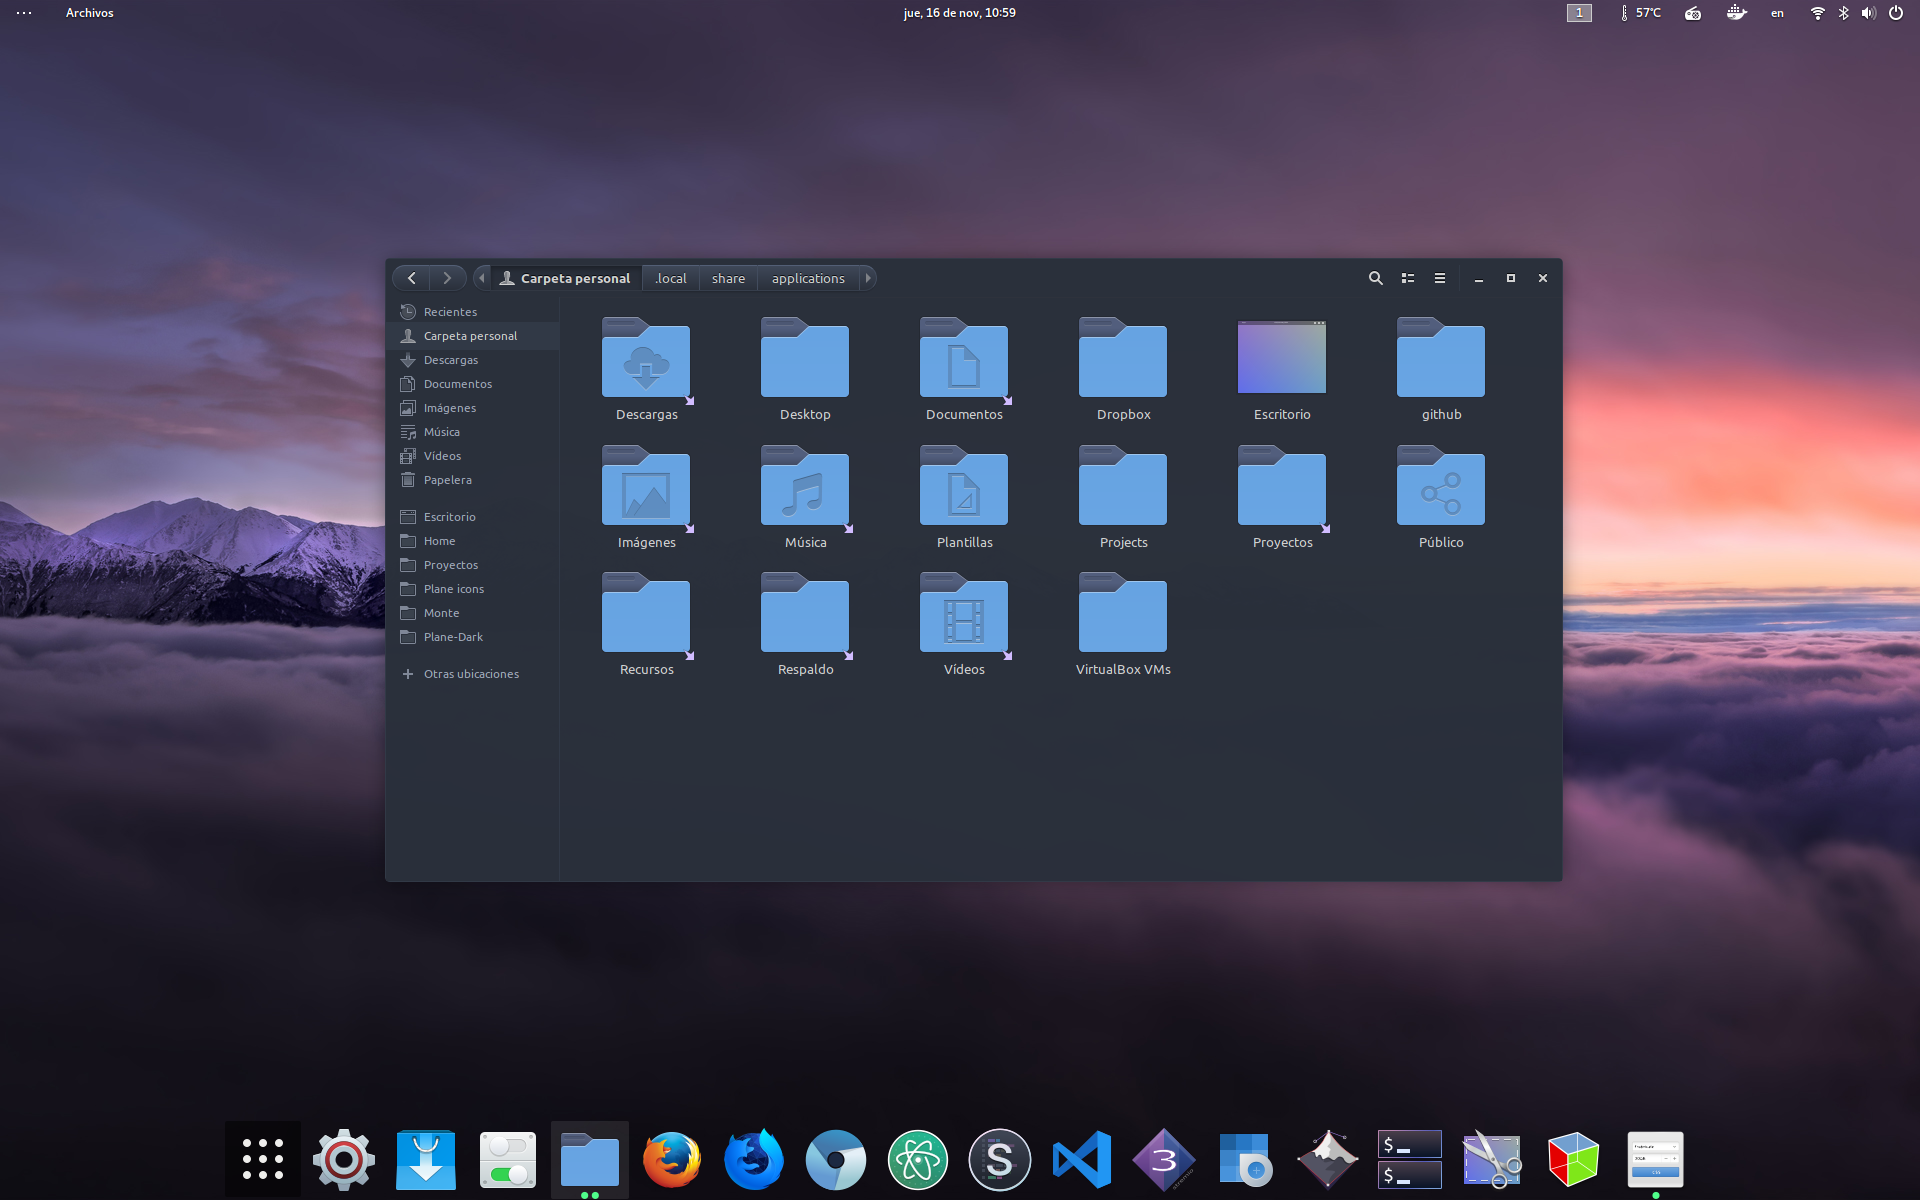 Archivos
jue, 16 de nov, 10:59
1
57°C
en
Carpeta personal
.local
share
applications
Recientes
Carpeta personal
Descargas
Documentos
Imágenes
Música
Vídeos
Papelera
Escritorio
Home
Proyectos
Plane icons
Monte
Plane-Dark
Otras ubicaciones
Descargas
Desktop
Documentos
Dropbox
Escritorio
github
Imágenes
Música
Plantillas
Projects
Proyectos
Público
Recursos
Respaldo
Vídeos
VirtualBox VMs
S
3
$
$